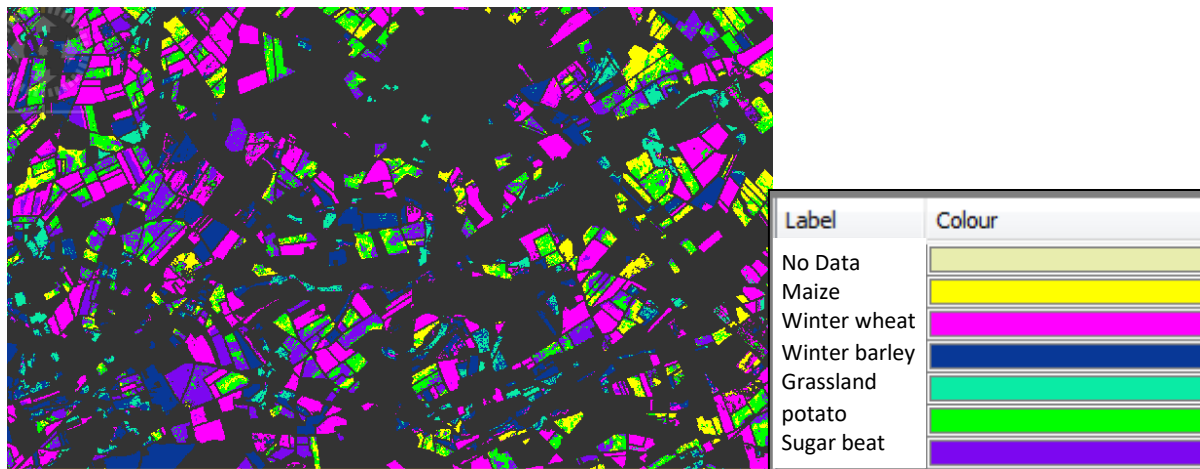 Label Colour
No Data
Maize
Winter wheat
Winter barley
Grassland
potato
Sugar beat